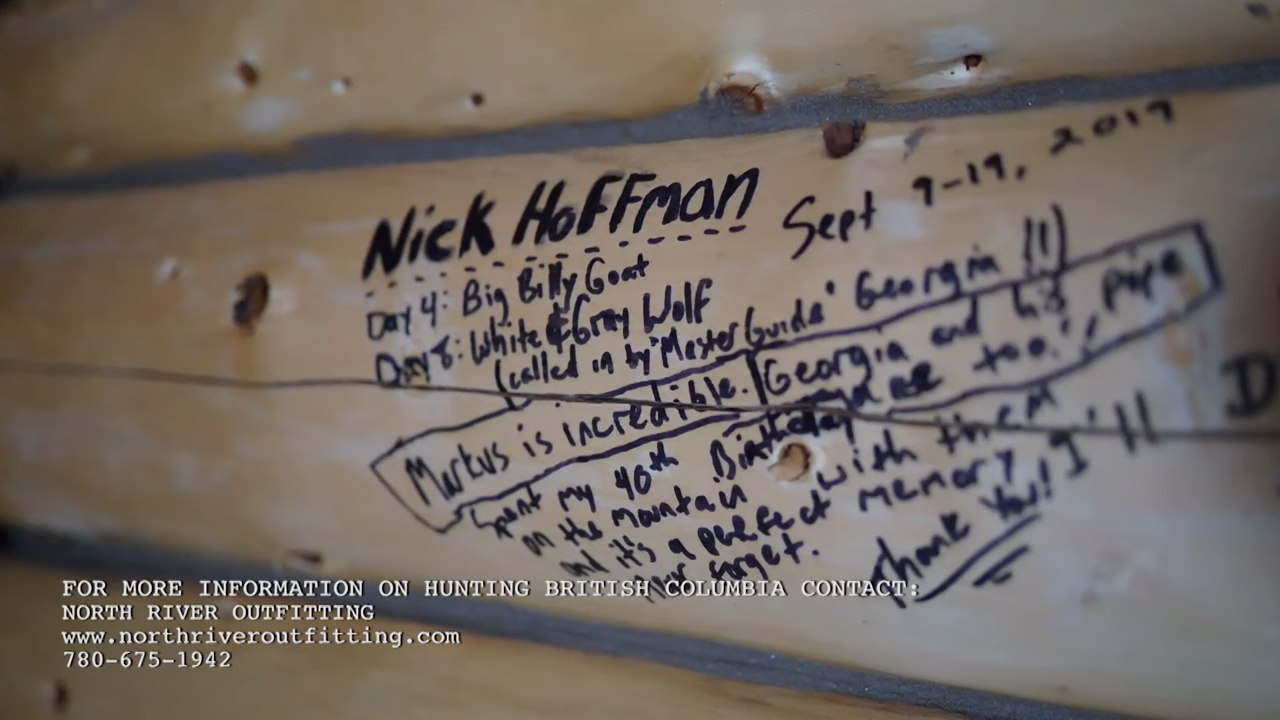 Nick Hoffman Sept 9-19, 2019
Day 4: Big Billy Goat
Day 8: White & Gray Wolf
(called in by "Master Guide" Georgia !!)
Markus is incredible. Georgia and his pipe
are too!
Spent my 40th Birthday
on the mountain with them
and it's a perfect memory I'll
never forget. Thank You!
D
FOR MORE INFORMATION ON HUNTING BRITISH COLUMBIA CONTACT:
NORTH RIVER OUTFITTING
www.northriveroutfitting.com
780-675-1942